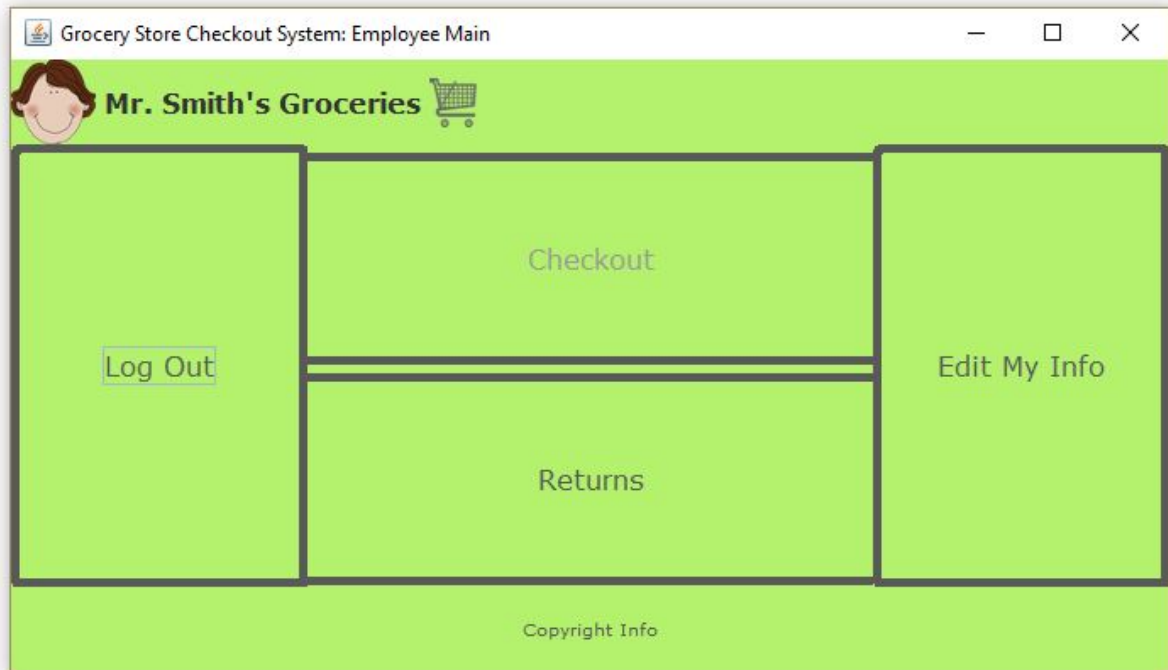 Grocery Store Checkout System: Employee Main
Mr. Smith's Groceries
Checkout
Log Out
Edit My Info
Returns
Copyright Info